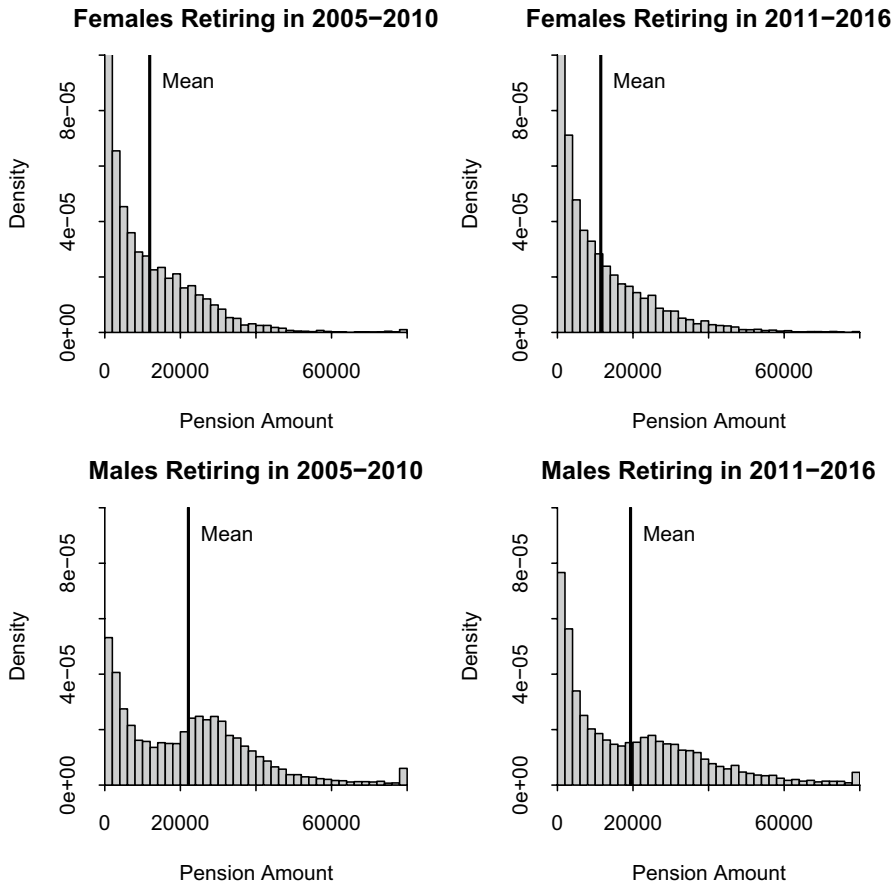 Females Retiring in 2005−2010
Mean
Density
0e+00 4e−05 8e−05
0 20000 60000
Pension Amount
Females Retiring in 2011−2016
Mean
Density
0e+00 4e−05 8e−05
0 20000 60000
Pension Amount
Males Retiring in 2005−2010
Mean
Density
0e+00 4e−05 8e−05
0 20000 60000
Pension Amount
Males Retiring in 2011−2016
Mean
Density
0e+00 4e−05 8e−05
0 20000 60000
Pension Amount